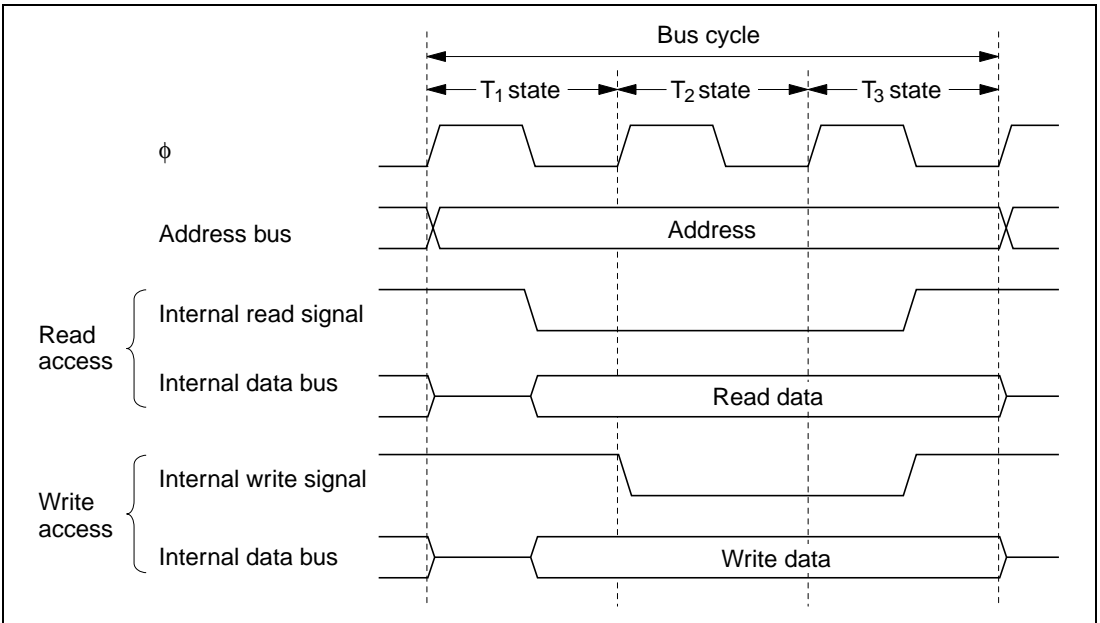 Bus cycle
T1 state T2 state T3 state
ϕ
Address bus Address
Read
access
Internal read signal
Internal data bus Read data
Write
access
Internal write signal
Internal data bus Write data